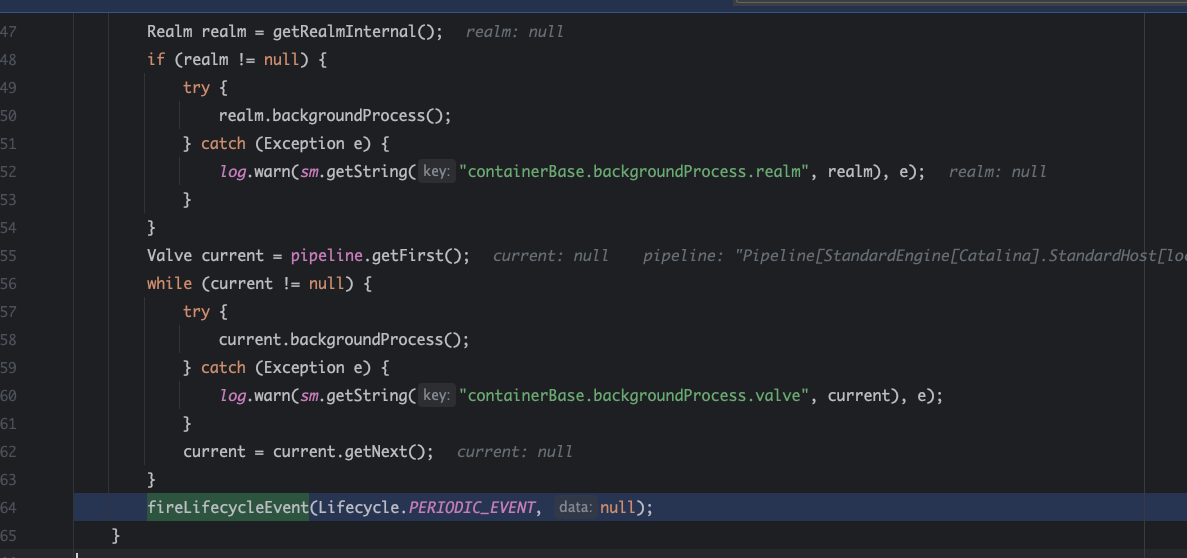 47 Realm realm = getRealmInternal(); realm: null
48 if (realm != null) {
49 try {
50 realm.backgroundProcess();
51 } catch (Exception e) {
52 log.warn(sm.getString( key: "containerBase.backgroundProcess.realm", realm), e); realm: null
53 }
54 }
55 Valve current = pipeline.getFirst(); current: null pipeline: "Pipeline[StandardEngine[Catalina].StandardHost[loc
56 while (current != null) {
57 try {
58 current.backgroundProcess();
59 } catch (Exception e) {
60 log.warn(sm.getString( key: "containerBase.backgroundProcess.valve", current), e);
61 }
62 current = current.getNext(); current: null
63 }
64 fireLifecycleEvent(Lifecycle.PERIODIC_EVENT, data: null);
65 }